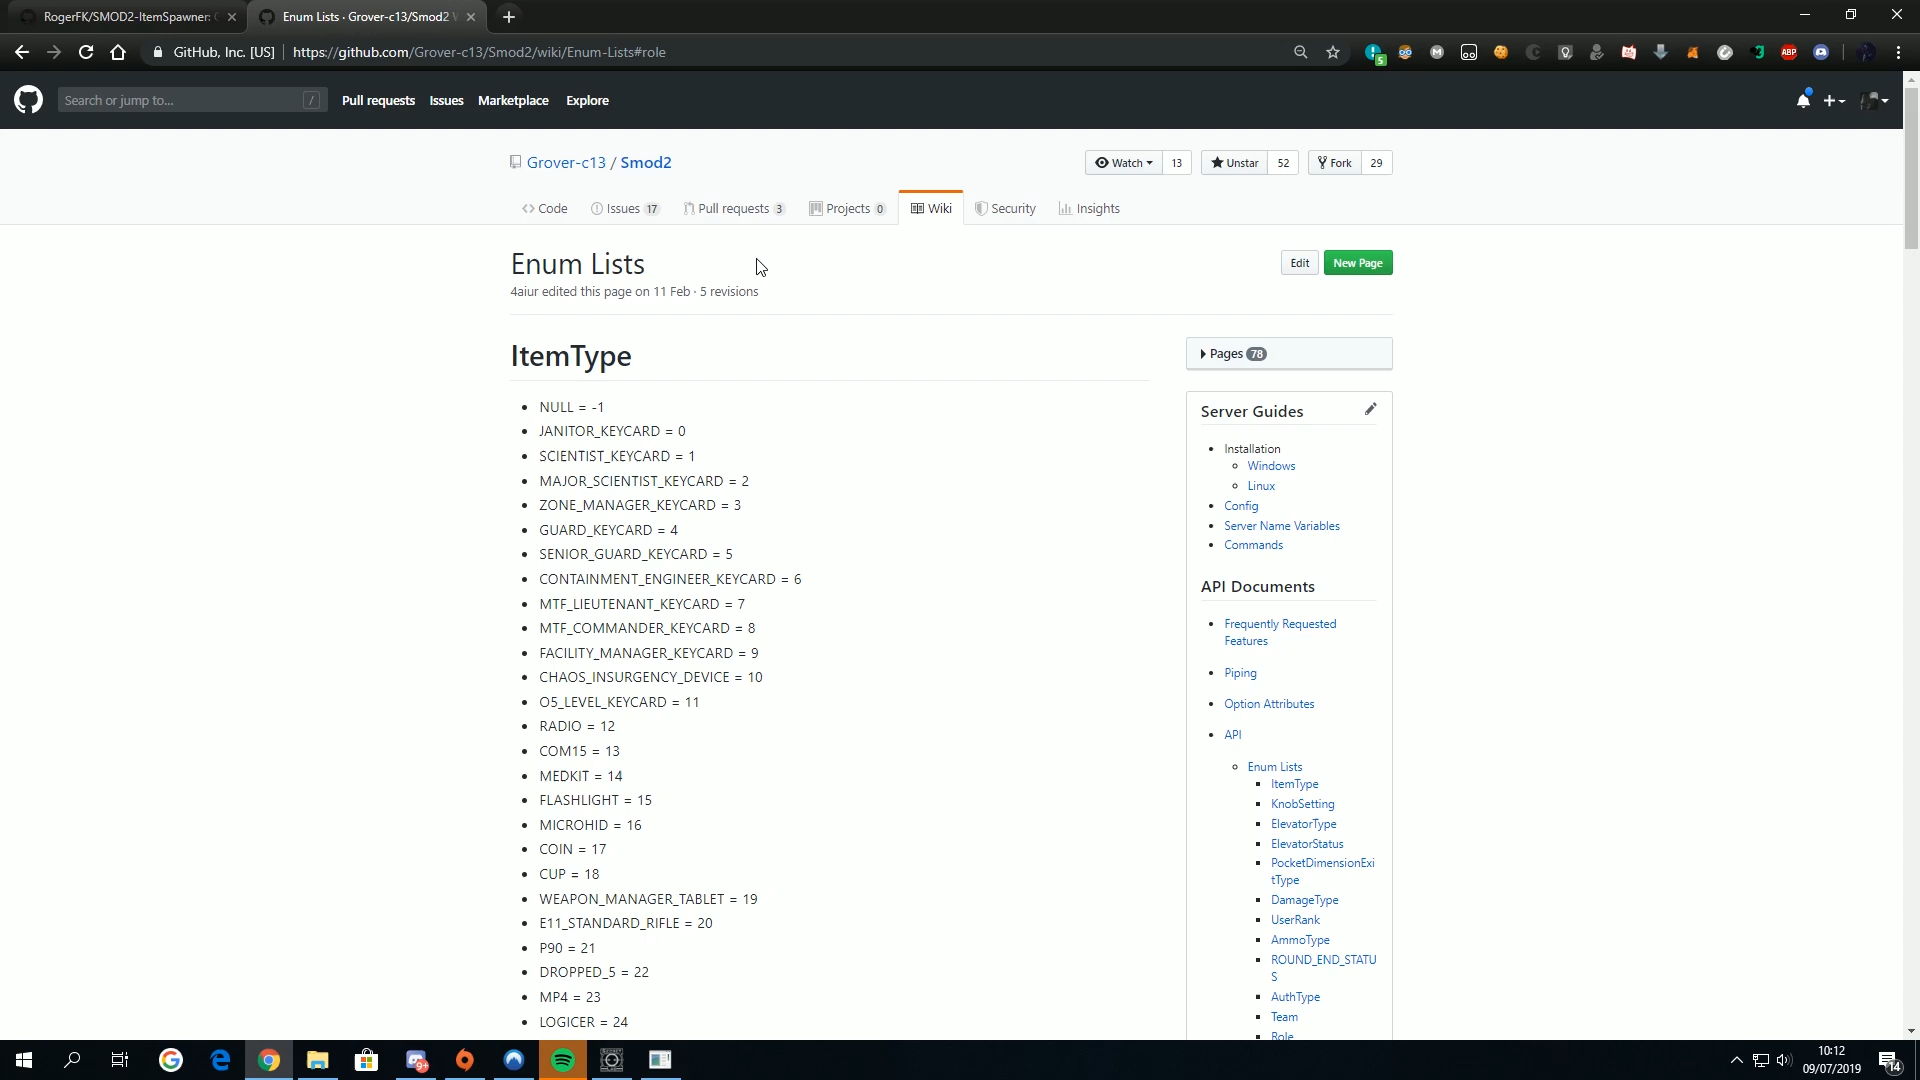 RogerFK/SMOD2-ItemSpawner:
Enum Lists · Grover-c13/Smod2
GitHub, Inc. [US] https://github.com/Grover-c13/Smod2/wiki/Enum-Lists#role
5
ABP
Search or jump to... /
Pull requests Issues Marketplace Explore
Grover-c13 / Smod2
Watch 13 Unstar 52 Fork 29
Code Issues 17 Pull requests 3 Projects 0 Wiki Security Insights
Enum Lists
Edit New Page
4aiur edited this page on 11 Feb · 5 revisions
ItemType
NULL = -1
JANITOR_KEYCARD = 0
SCIENTIST_KEYCARD = 1
MAJOR_SCIENTIST_KEYCARD = 2
ZONE_MANAGER_KEYCARD = 3
GUARD_KEYCARD = 4
SENIOR_GUARD_KEYCARD = 5
CONTAINMENT_ENGINEER_KEYCARD = 6
MTF_LIEUTENANT_KEYCARD = 7
MTF_COMMANDER_KEYCARD = 8
FACILITY_MANAGER_KEYCARD = 9
CHAOS_INSURGENCY_DEVICE = 10
O5_LEVEL_KEYCARD = 11
RADIO = 12
COM15 = 13
MEDKIT = 14
FLASHLIGHT = 15
MICROHID = 16
COIN = 17
CUP = 18
WEAPON_MANAGER_TABLET = 19
E11_STANDARD_RIFLE = 20
P90 = 21
DROPPED_5 = 22
MP4 = 23
LOGICER = 24
Pages 78
Server Guides
Installation
Windows
Linux
Config
Server Name Variables
Commands
API Documents
Frequently Requested
Features
Piping
Option Attributes
API
Enum Lists
ItemType
KnobSetting
ElevatorType
ElevatorStatus
PocketDimensionExi
tType
DamageType
UserRank
AmmoType
ROUND_END_STATU
S
AuthType
Team
Role
9+
10:12
09/07/2019
14